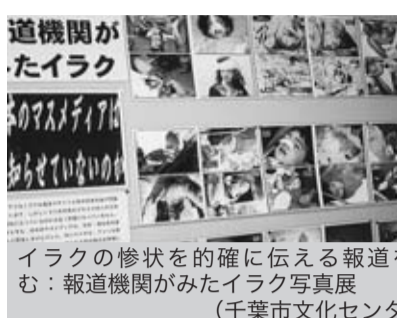 道機関が
たイラク
のマスメディアは
知らせていないのか
イラクの惨状を的確に伝える報道を
む：報道機関がみたイラク写真展
（千葉市文化センタ